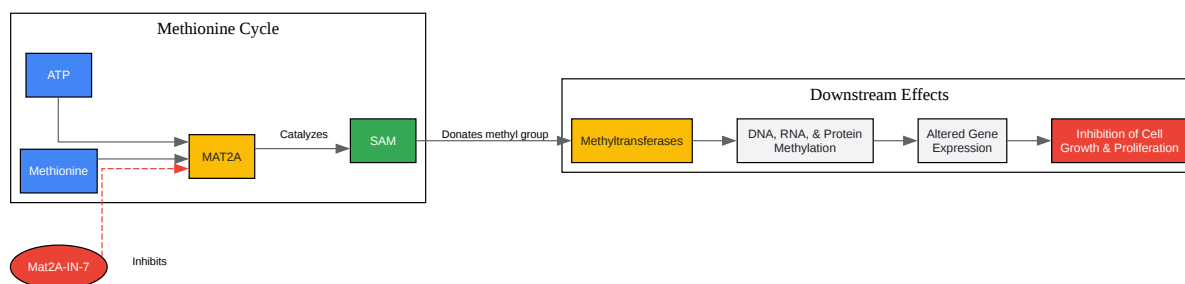 Methionine Cycle
ATP
Methionine
MAT2A
Catalyzes
SAM
Mat2A-IN-7
Inhibits
Donates methyl group
Downstream Effects
Methyltransferases
DNA, RNA, & Protein
Methylation
Altered Gene
Expression
Inhibition of Cell
Growth & Proliferation